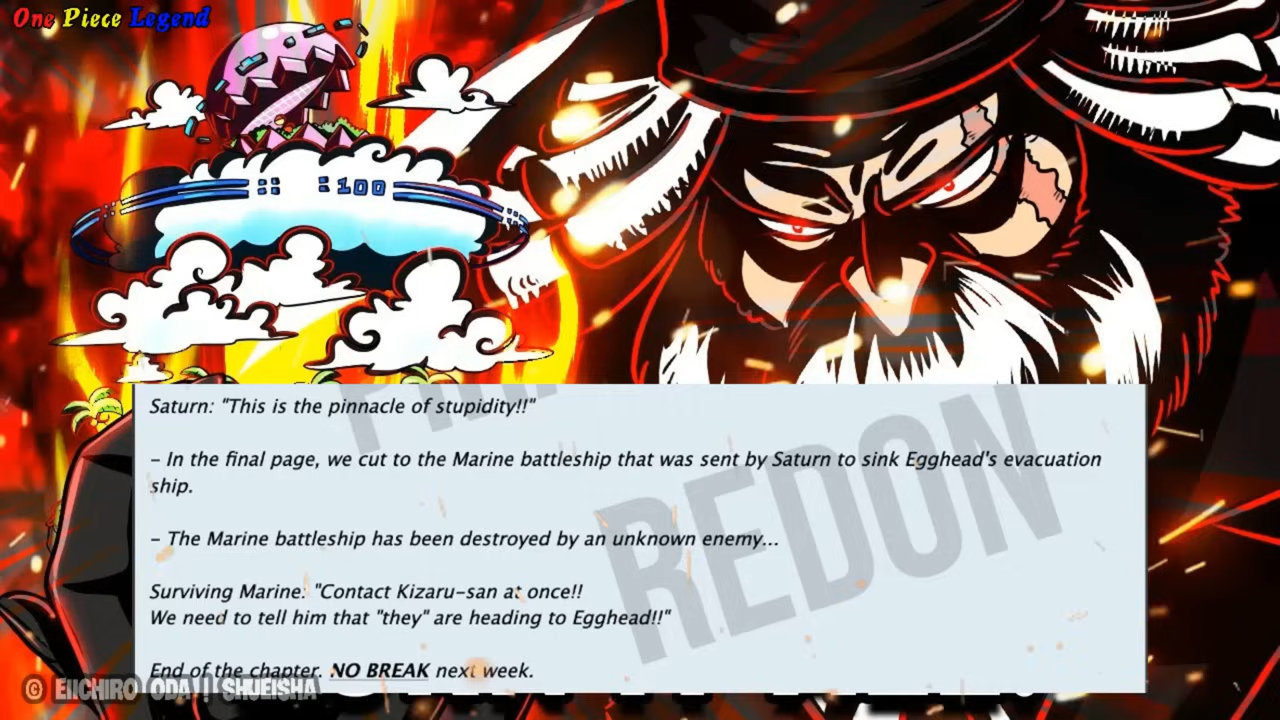 One Piece Legend
:100
Saturn: "This is the pinnacle of stupidity!!"
– In the final page, we cut to the Marine battleship that was sent by Saturn to sink Egghead's evacuation
ship.
– The Marine battleship has been destroyed by an unknown enemy...
Surviving Marine: "Contact Kizaru-san at once!!
We need to tell him that "they" are heading to Egghead!!"
End of the chapter. NO BREAK next week.
REDON
© EIICHIRO ODA || SHUEISHA